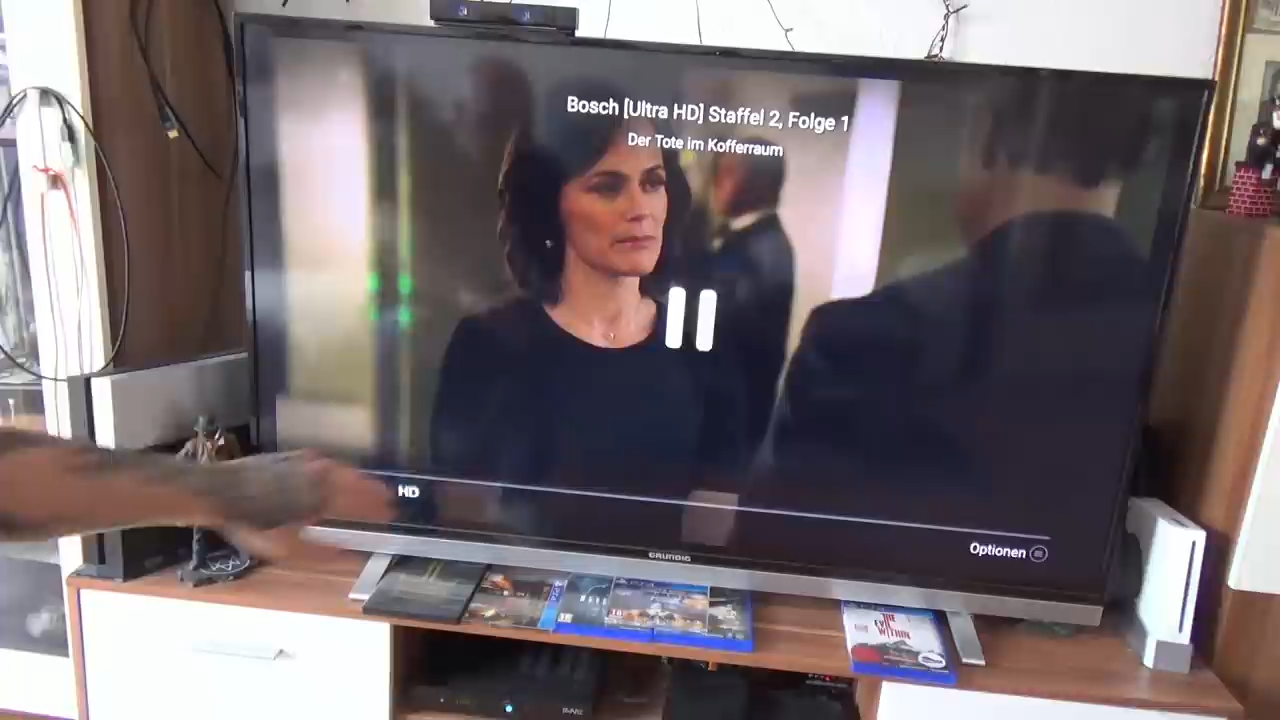 Bosch [Ultra HD] Staffel 2, Folge 1
Der Tote im Kofferraum
HD
Optionen
GRUNDIG
THE
EVIL
WITHIN